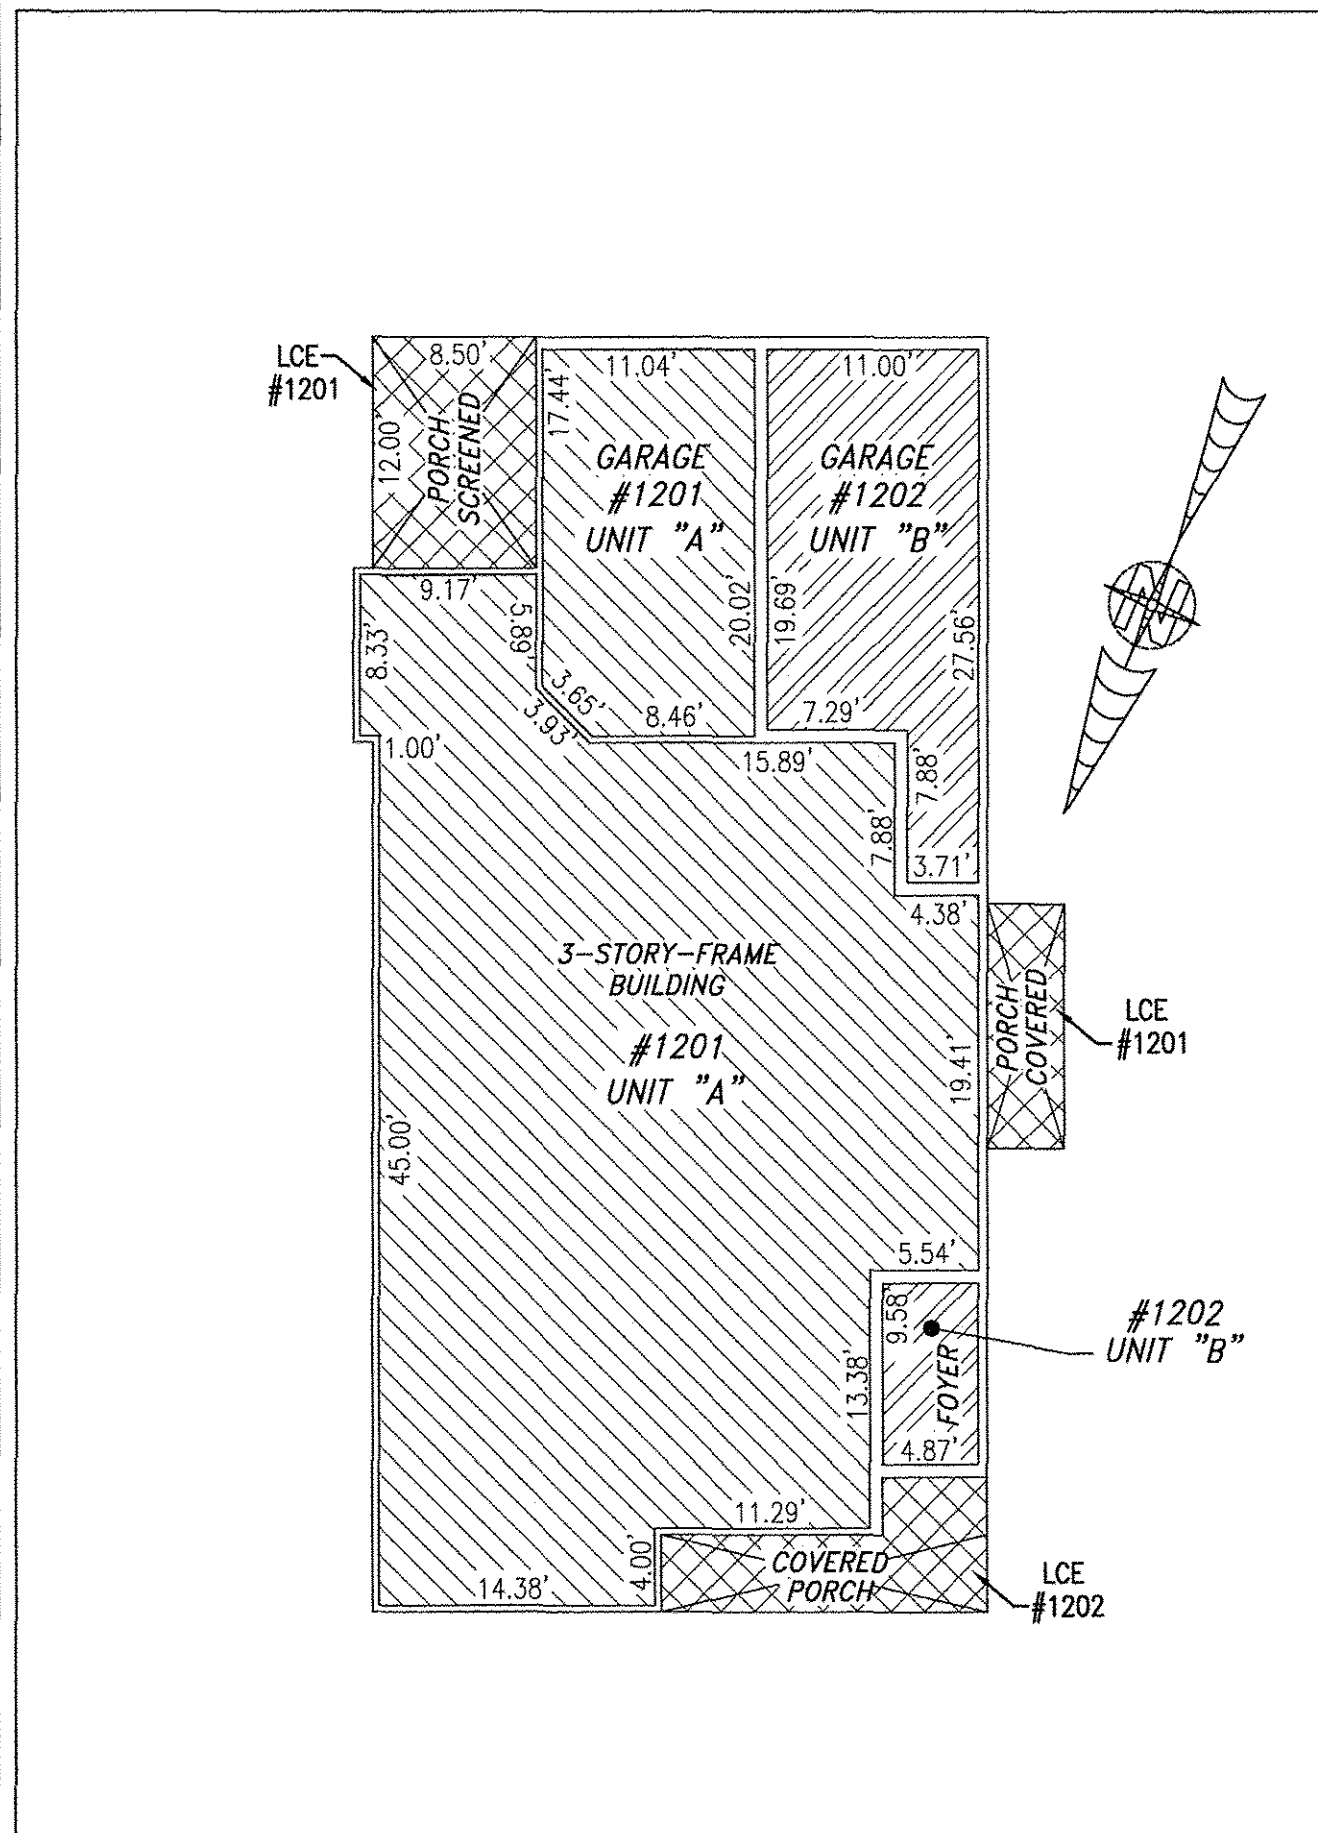 LCE
#1201
8.50'
12.00'
PORCH
SCREENED
11.04'
17.44'
GARAGE
#1201
UNIT "A"
20.02'
11.00'
GARAGE
#1202
UNIT "B"
19.69'
27.56'
9.17'
5.89'
8.33'
3.65'
3.93'
8.46'
7.29'
1.00'
15.89'
7.88'
7.88'
3.71'
4.38'
3-STORY-FRAME
BUILDING
#1201
UNIT "A"
19.41'
PORCH
COVERED
LCE
#1201
45.00'
5.54'
9.58'
#1202
UNIT "B"
FOYER
13.38'
4.87'
11.29'
4.00'
14.38'
COVERED
PORCH
LCE
#1202